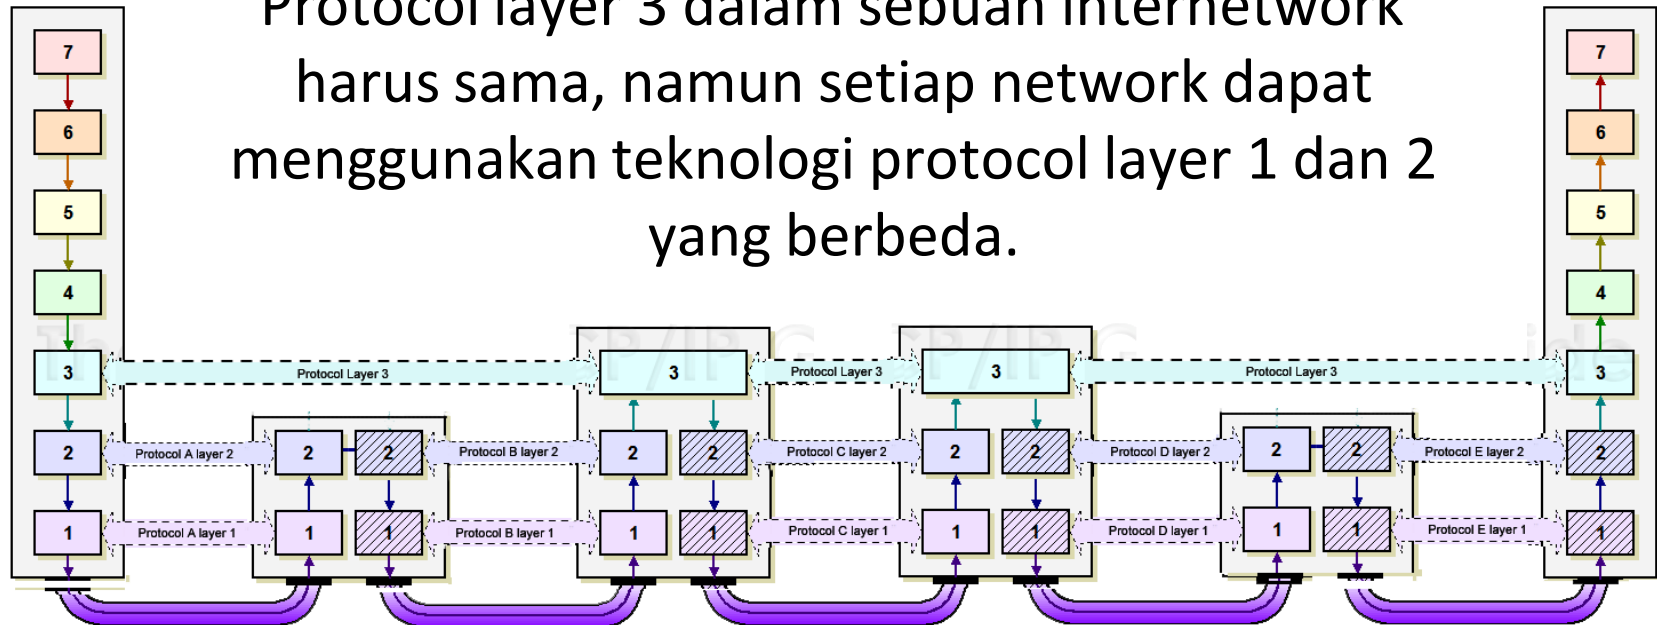 Protocol layer 3 dalam sebuah internetwork
harus sama, namun setiap network dapat
menggunakan teknologi protocol layer 1 dan 2
yang berbeda.
7 7
6 6
5 5
4 4
3 Protocol Layer 3 3 Protocol Layer 3 3 Protocol Layer 3 3
2 Protocol A layer 2 2 2 Protocol B layer 2 2 2 Protocol C layer 2 2 2 Protocol D layer 2 2 2 Protocol E layer 2 2
1 Protocol A layer 1 1 1 Protocol B layer 1 1 1 Protocol C layer 1 1 1 Protocol D layer 1 1 1 Protocol E layer 1 1